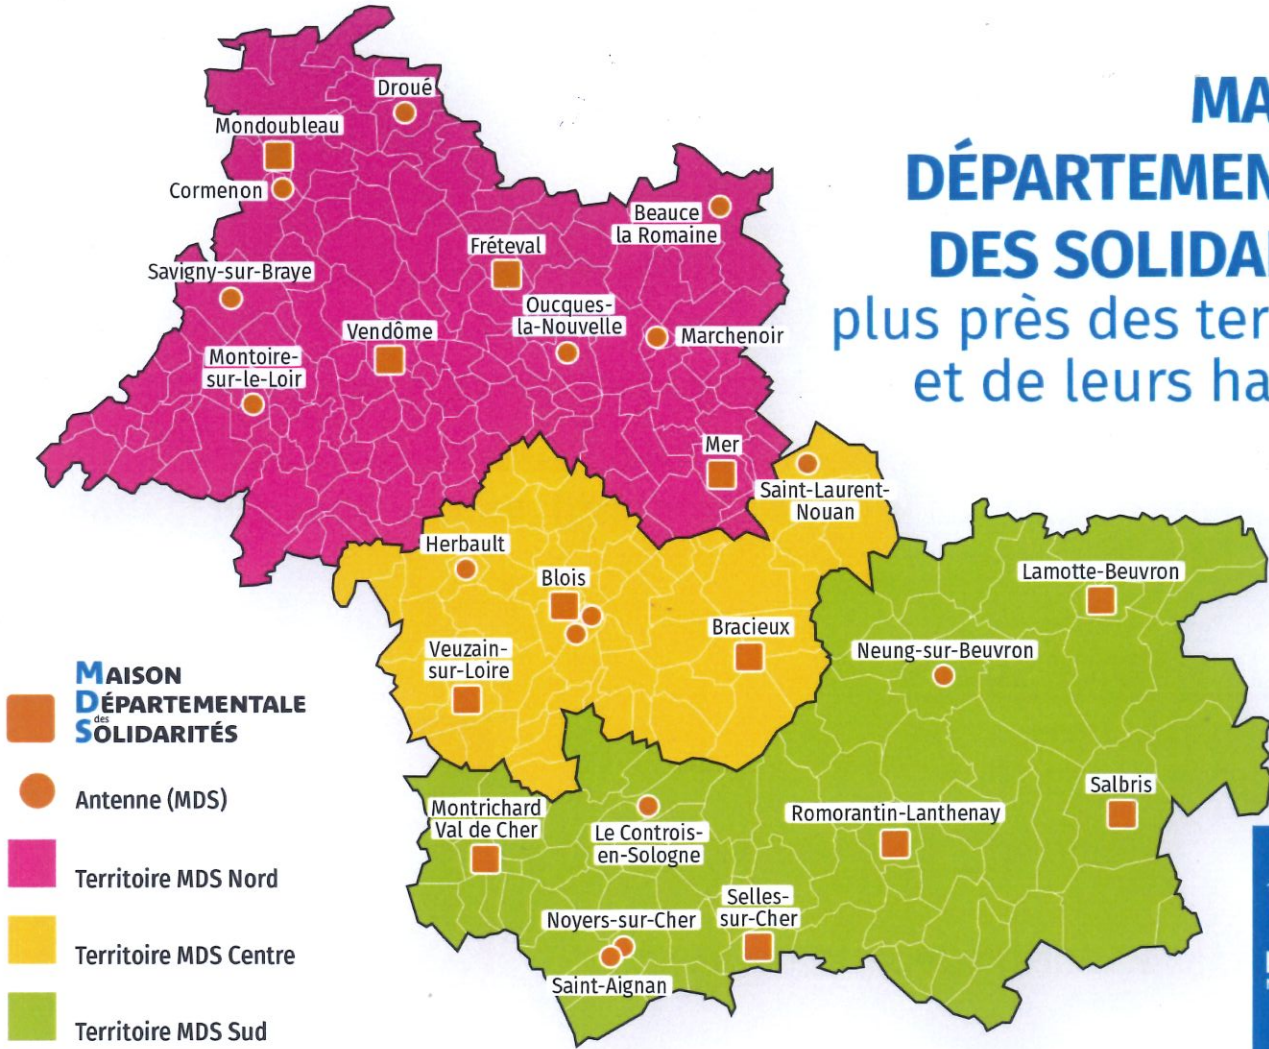 MA
DÉPARTEMEN
DES SOLIDA
plus près des ter
et de leurs ha
Droué
Mondoubleau
Cormenon
Beauce
la Romaine
Fréteval
Savigny-sur-Braye
Oucques-
la-Nouvelle
Marchenoir
Vendôme
Montoire-
sur-le-Loir
Mer
Saint-Laurent-
Nouan
Herbault
Blois
Lamotte-Beuvron
Bracieux
Neung-sur-Beuvron
Veuzain-
sur-Loire
Salbris
Montrichard
Val de Cher
Romorantin-Lanthenay
Le Controis-
en-Sologne
Selles-
sur-Cher
Noyers-sur-Cher
Saint-Aignan
MAISON
DÉPARTEMENTALE
des
SOLIDARITÉS
Antenne (MDS)
Territoire MDS Nord
Territoire MDS Centre
Territoire MDS Sud